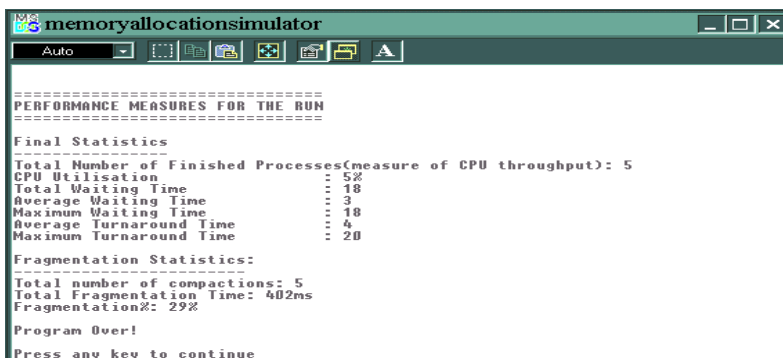 memoryallocationsimulator
Auto
A
=================================
PERFORMANCE MEASURES FOR THE RUN
=================================
Final Statistics
-----------------
Total Number of Finished Processes(measure of CPU throughput): 5
CPU Utilisation : 5%
Total Waiting Time : 18
Average Waiting Time : 3
Maximum Waiting Time : 18
Average Turnaround Time : 4
Maximum Turnaround Time : 20
Fragmentation Statistics:
-------------------------
Total number of compactions: 5
Total Fragmentation Time: 402ms
Fragmentation%: 29%
Program Over!
Press any key to continue